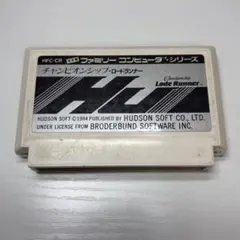 HFC-CR ファミリー コンピュータ シリーズ
チャンピオンシップ・ロードランナー
Championship
Lode Runner
HUDSON SOFT © 1984 PUBLISHED BY HUDSON SOFT CO., LTD.
UNDER LICENSE FROM BRODERBUND SOFTWARE INC.